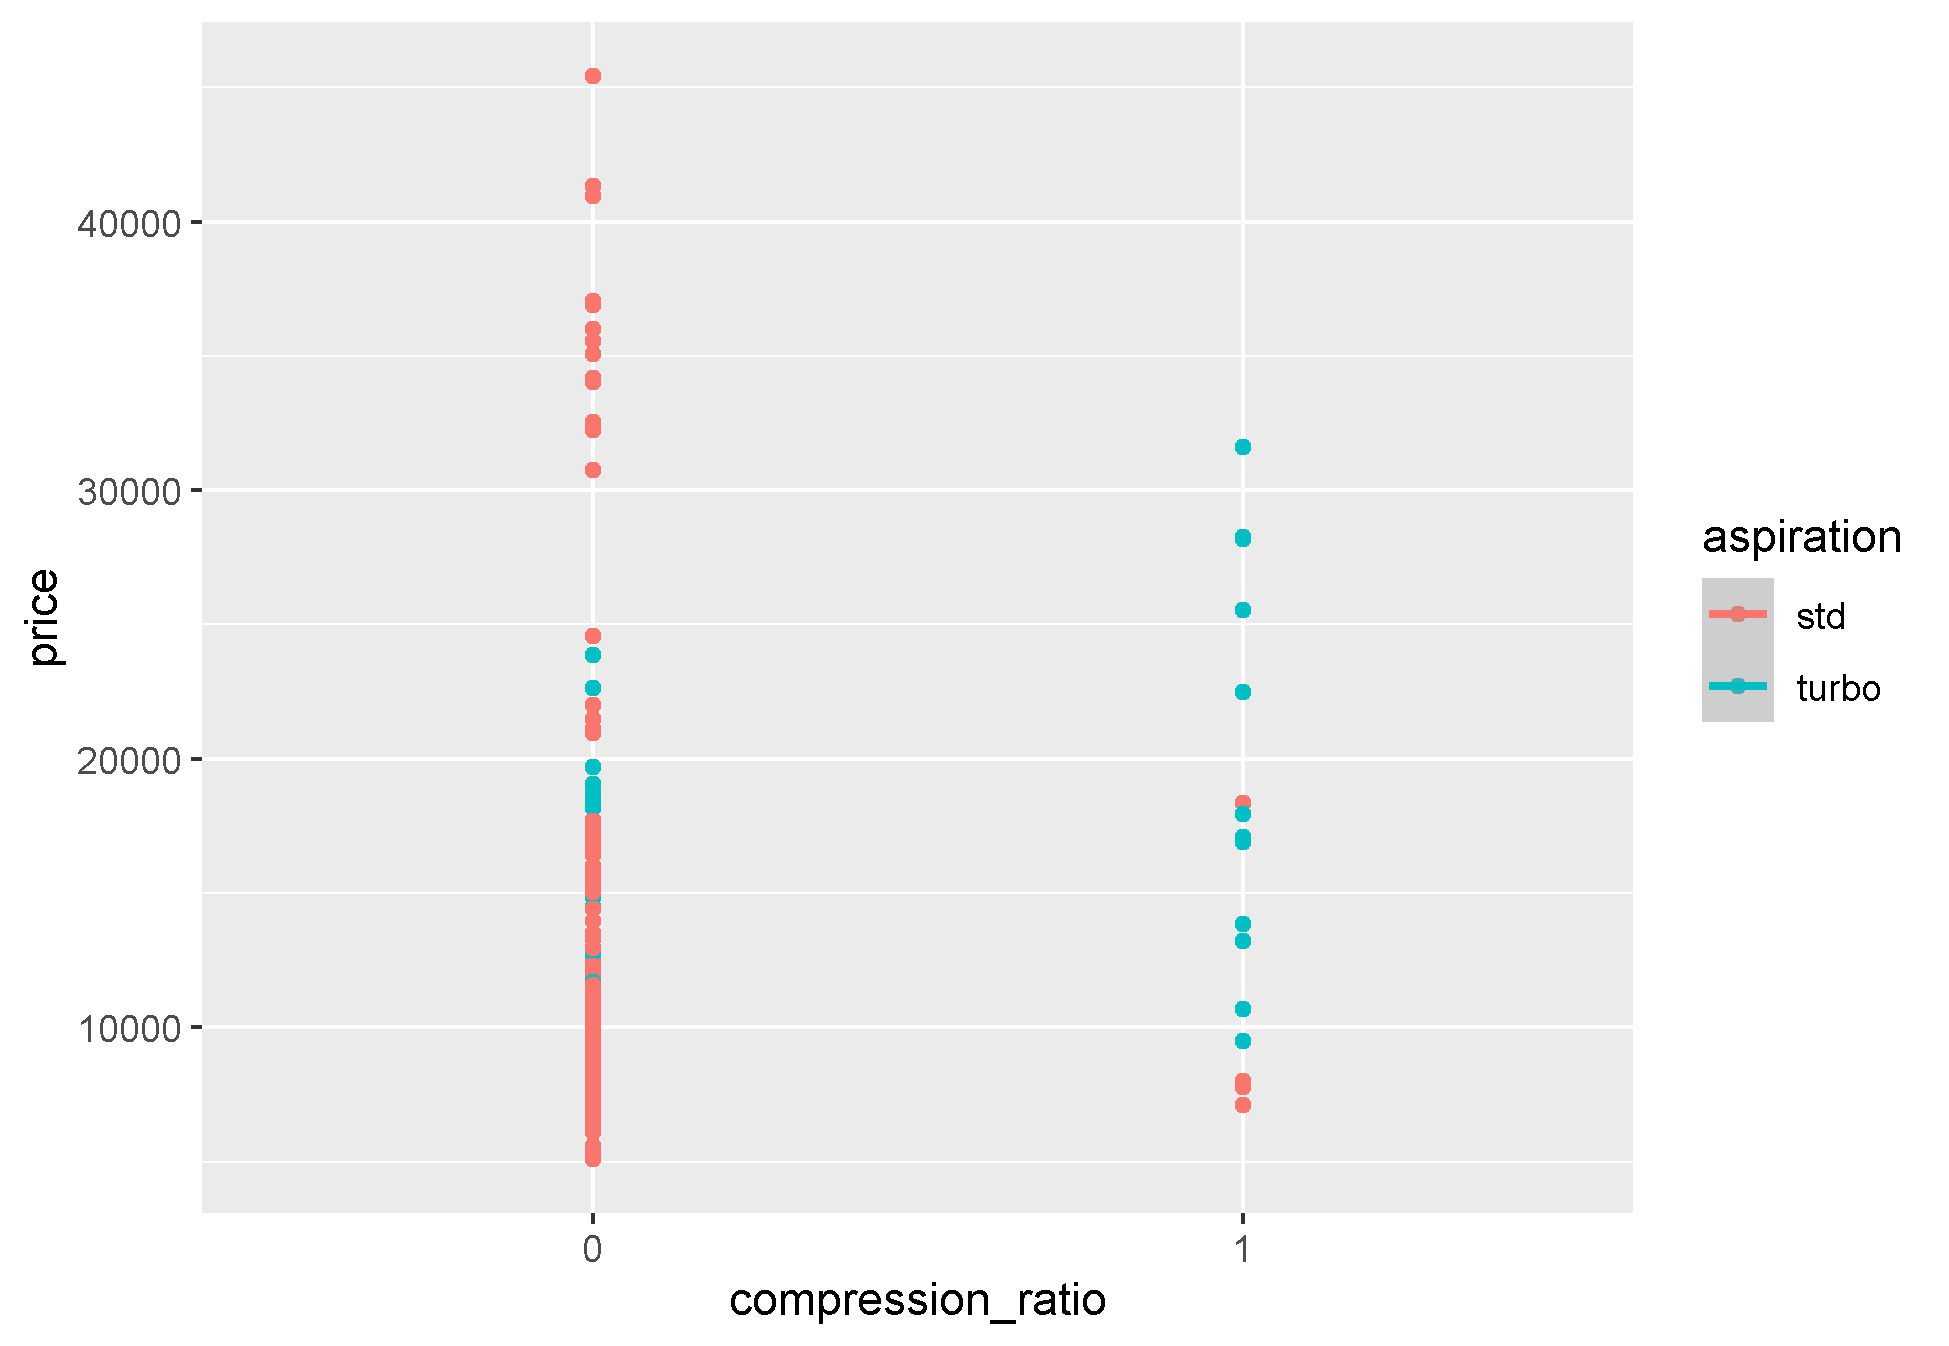 40000
30000
20000
10000
price
0
1
compression_ratio
aspiration
std
turbo